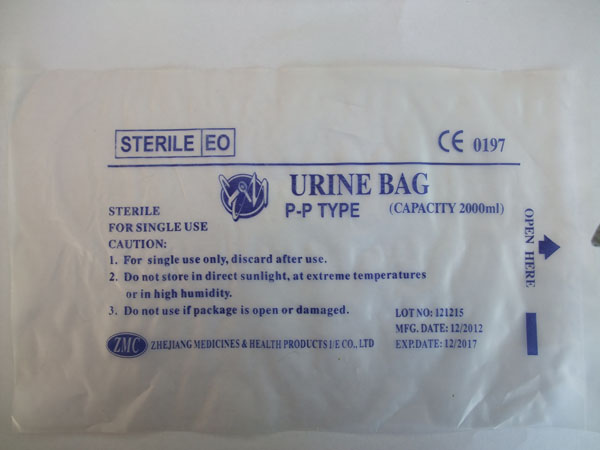 STERILE EO
CE 0197
URINE BAG
P-P TYPE (CAPACITY 2000ml)
STERILE
FOR SINGLE USE
CAUTION:
1. For single use only, discard after use.
2. Do not store in direct sunlight, at extreme temperatures
or in high humidity.
3. Do not use if package is open or damaged.
OPEN HERE
LOT NO: 121215
MFG. DATE: 12/2012
EXP.DATE: 12/2017
ZMC ZHEJIANG MEDICINES & HEALTH PRODUCTS I/E CO., LTD